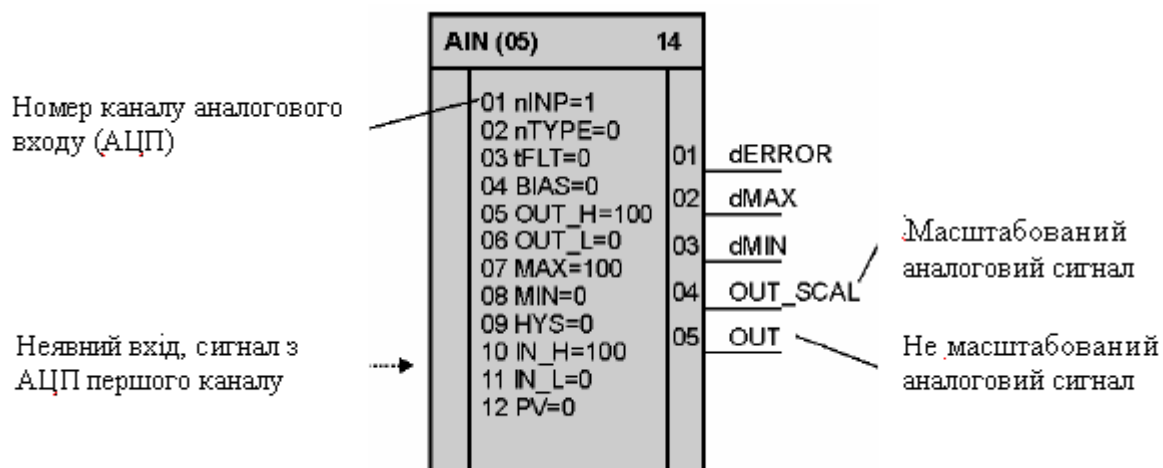 AIN (05) 14
Номер каналу аналогового
входу (АЦП)
01 nINP=1
02 nTYPE=0
03 tFLT=0
04 BIAS=0
05 OUT_H=100
06 OUT_L=0
07 MAX=100
08 MIN=0
09 HYS=0
10 IN_H=100
11 IN_L=0
12 PV=0
Неявний вхід, сигнал з
АЦП першого каналу
01 dERROR
02 dMAX
03 dMIN
04 OUT_SCAL
05 OUT
Масштабований
аналоговий сигнал
Не масштабований
аналоговий сигнал